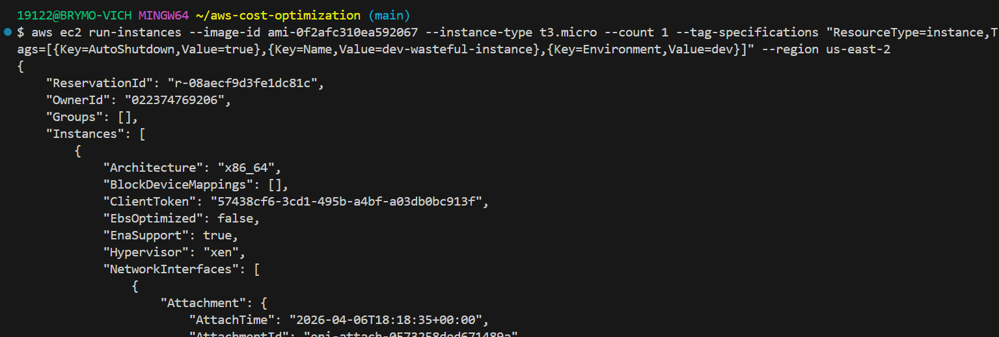 19122@BRYMO-VICH MINGW64 ~/aws-cost-optimization (main)
$ aws ec2 run-instances --image-id ami-0f2afc310ea592067 --instance-type t3.micro --count 1 --tag-specifications "ResourceType=instance,T
ags=[{Key=AutoShutdown,Value=true},{Key=Name,Value=dev-wasteful-instance},{Key=Environment,Value=dev}]" --region us-east-2
{
    "ReservationId": "r-08aecf9d3fe1dc81c",
    "OwnerId": "022374769206",
    "Groups": [],
    "Instances": [
        {
            "Architecture": "x86_64",
            "BlockDeviceMappings": [],
            "ClientToken": "57438cf6-3cd1-495b-a4bf-a03db0bc913f",
            "EbsOptimized": false,
            "EnaSupport": true,
            "Hypervisor": "xen",
            "NetworkInterfaces": [
                {
                    "Attachment": {
                        "AttachTime": "2026-04-06T18:18:35+00:00",
                        "AttachmentId": "eni-attach-0573258ded671489a"